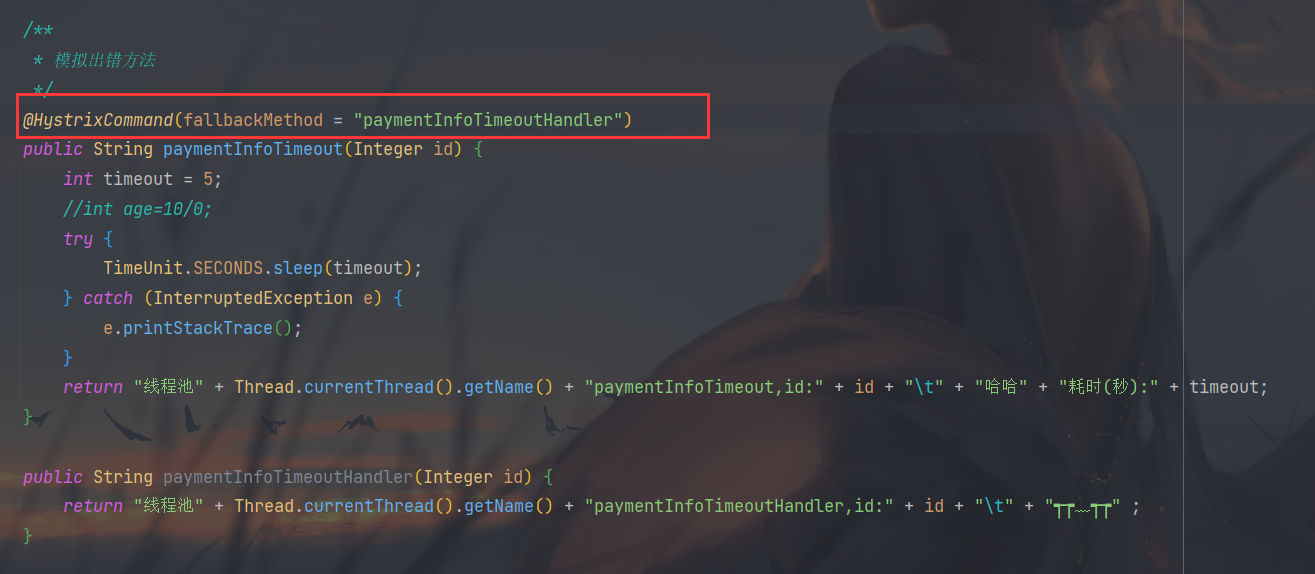 /**
 * 模拟出错方法
 */
@HystrixCommand(fallbackMethod = "paymentInfoTimeoutHandler")
public String paymentInfoTimeout(Integer id) {
    int timeout = 5;
    //int age=10/0;
    try {
        TimeUnit.SECONDS.sleep(timeout);
    } catch (InterruptedException e) {
        e.printStackTrace();
    }
    return "线程池" + Thread.currentThread().getName() + "paymentInfoTimeout,id:" + id + "\t" + "哈哈" + "耗时(秒):" + timeout;
}
public String paymentInfoTimeoutHandler(Integer id) {
    return "线程池" + Thread.currentThread().getName() + "paymentInfoTimeoutHandler,id:" + id + "\t" + "┭┮﹏┭┮" ;
}